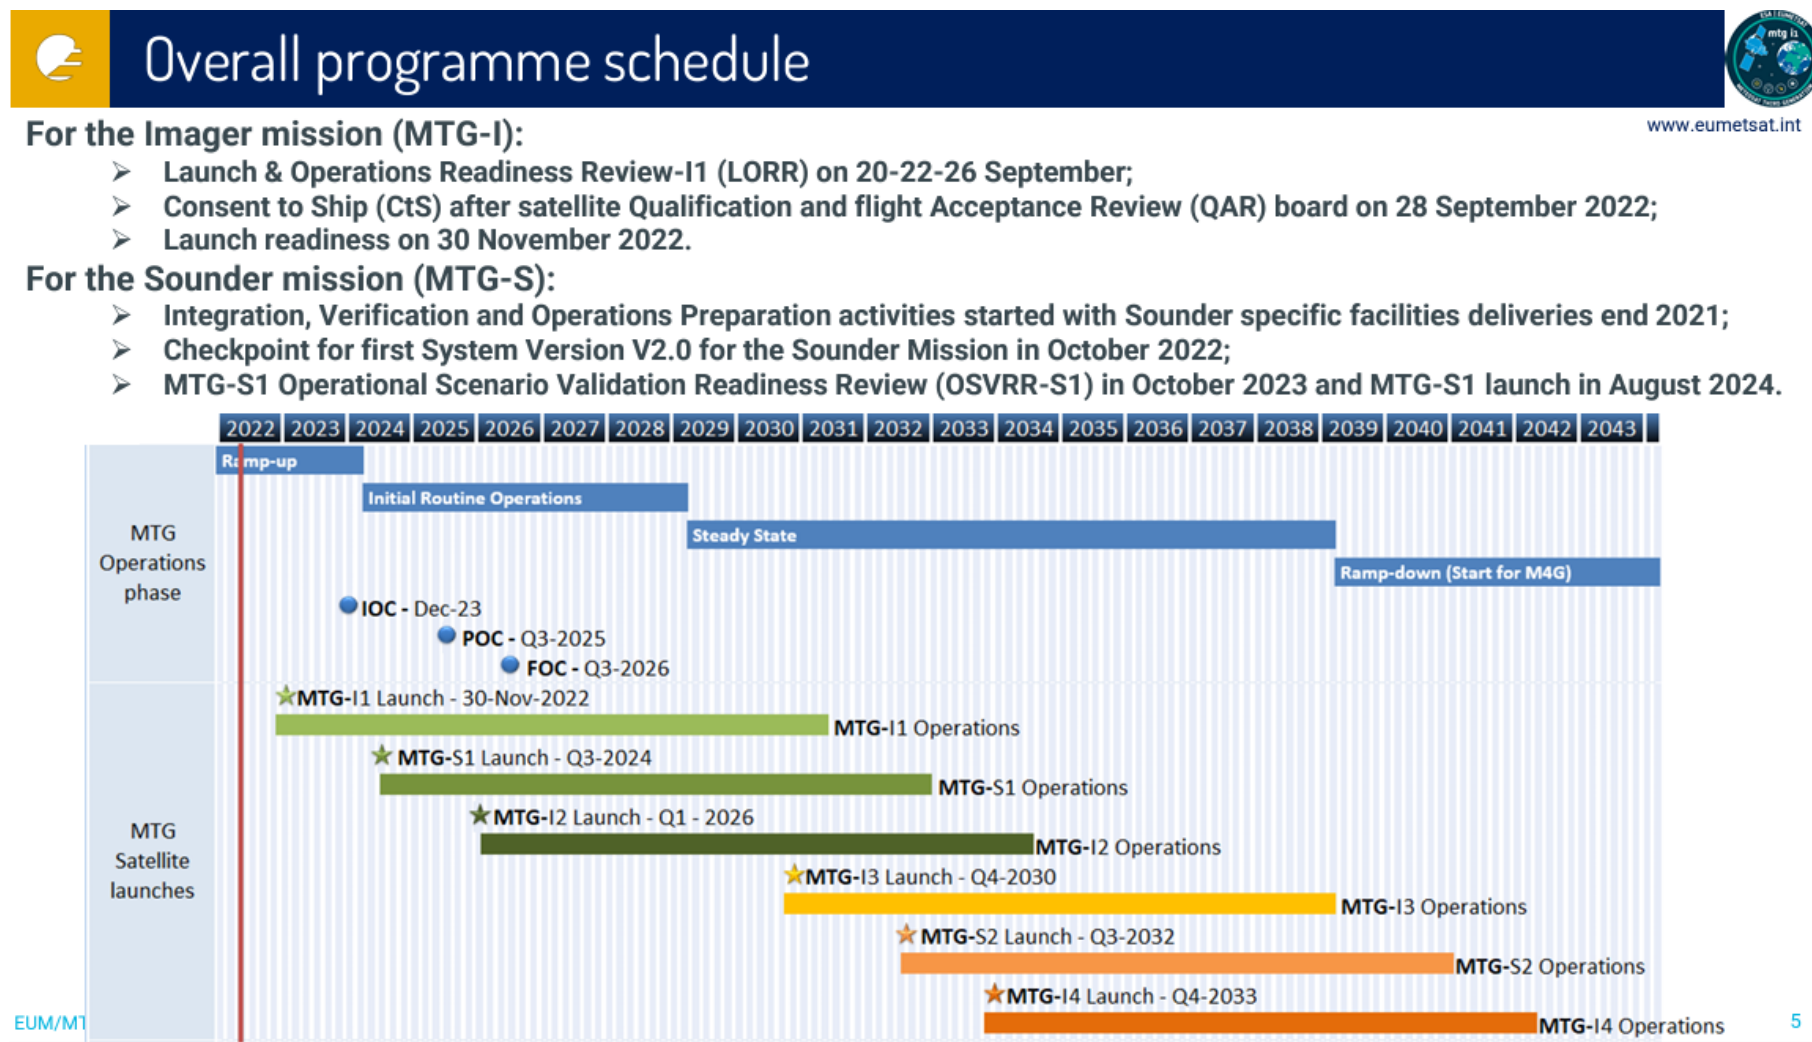 Overall programme schedule
ESA | EUMETSAT
mtg i1
METEOSAT THIRD GENERATION
www.eumetsat.int
For the Imager mission (MTG-I):
➢ Launch & Operations Readiness Review-I1 (LORR) on 20-22-26 September;
➢ Consent to Ship (CtS) after satellite Qualification and flight Acceptance Review (QAR) board on 28 September 2022;
➢ Launch readiness on 30 November 2022.
For the Sounder mission (MTG-S):
➢ Integration, Verification and Operations Preparation activities started with Sounder specific facilities deliveries end 2021;
➢ Checkpoint for first System Version V2.0 for the Sounder Mission in October 2022;
➢ MTG-S1 Operational Scenario Validation Readiness Review (OSVRR-S1) in October 2023 and MTG-S1 launch in August 2024.
2022 2023 2024 2025 2026 2027 2028 2029 2030 2031 2032 2033 2034 2035 2036 2037 2038 2039 2040 2041 2042 2043
MTG
Operations
phase
Ramp-up
Initial Routine Operations
Steady State
Ramp-down (Start for M4G)
IOC - Dec-23
POC - Q3-2025
FOC - Q3-2026
MTG
Satellite
launches
MTG-I1 Launch - 30-Nov-2022
MTG-I1 Operations
MTG-S1 Launch - Q3-2024
MTG-S1 Operations
MTG-I2 Launch - Q1 - 2026
MTG-I2 Operations
MTG-I3 Launch - Q4-2030
MTG-I3 Operations
MTG-S2 Launch - Q3-2032
MTG-S2 Operations
MTG-I4 Launch - Q4-2033
MTG-I4 Operations
EUM/MT
5